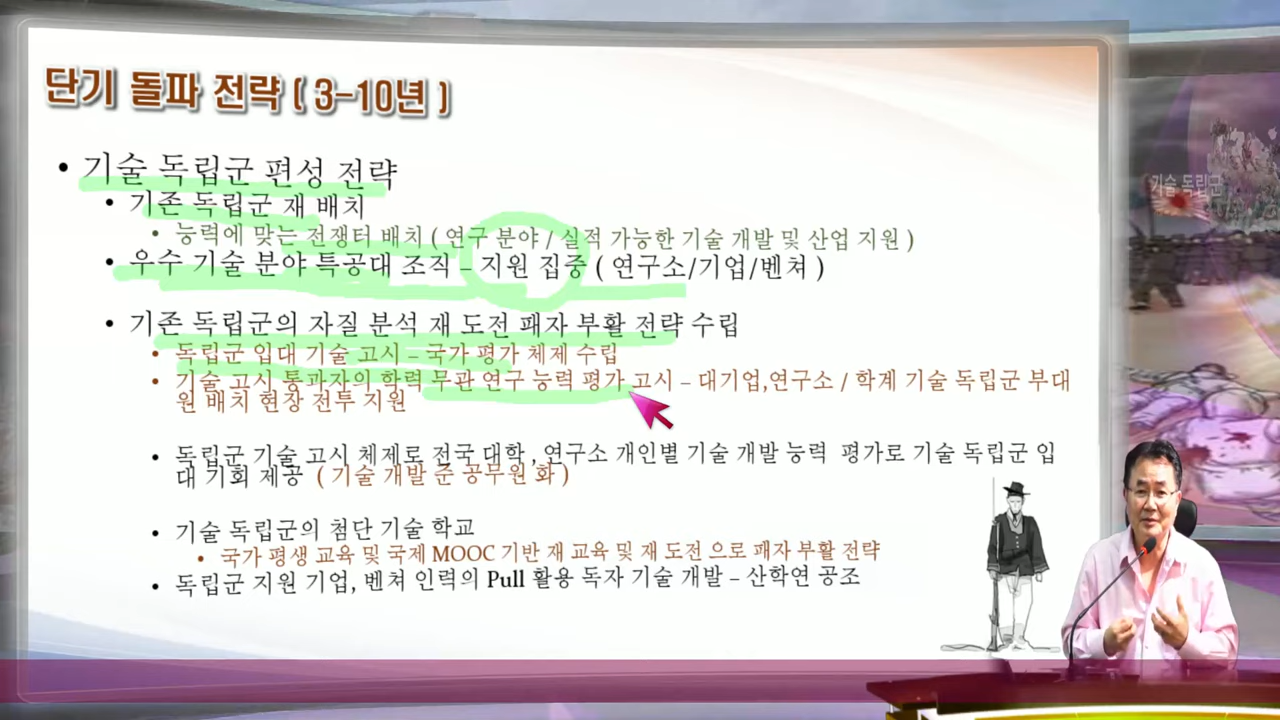 단기 돌파 전략 ( 3-10년 )
• 기술 독립군 편성 전략
• 기존 독립군 재 배치
• 능력에 맞는 전쟁터 배치 ( 연구 분야 / 실적 가능한 기술 개발 및 산업 지원 )
• 우수 기술 분야 특공대 조직 – 지원 집중 ( 연구소/기업/벤쳐 )
• 기존 독립군의 자질 분석 재 도전 패자 부활 전략 수립
• 독립군 입대 기술 고시 – 국가 평가 체제 수립
• 기술 고시 통과자의 학력 무관 연구 능력 평가 고시 – 대기업,연구소 / 학계 기술 독립군 부대
원 배치 현장 전투 지원
• 독립군 기술 고시 체제로 전국 대학 , 연구소 개인별 기술 개발 능력 평가로 기술 독립군 입
대 기회 제공 ( 기술 개발 준 공무원 화 )
• 기술 독립군의 첨단 기술 학교
• 국가 평생 교육 및 국제 MOOC 기반 재 교육 및 재 도전 으로 패자 부활 전략
• 독립군 지원 기업, 벤쳐 인력의 Pull 활용 독자 기술 개발 – 산학연 공조
기술 독립군